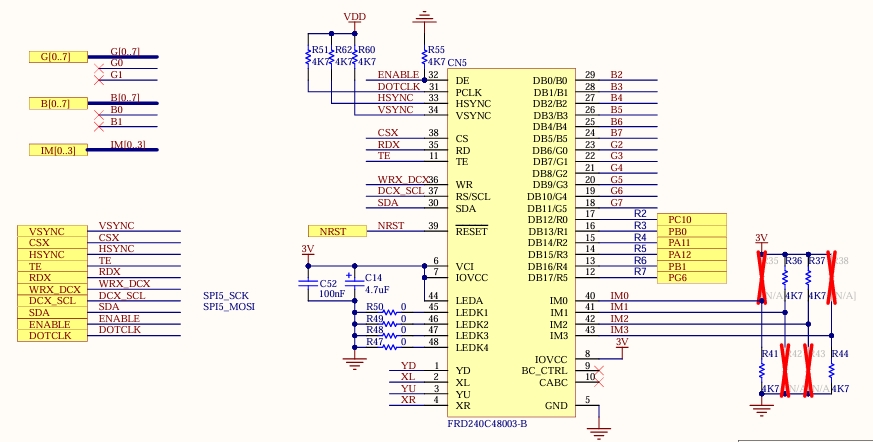 G[0..7] G[0..7]
G0
G1
B[0..7] B[0..7]
B0
B1
IM[0..3] IM[0..3]
VSYNC VSYNC
CSX CSX
HSYNC HSYNC
TE TE
RDX RDX
WRX_DCX WRX_DCX
DCX_SCL DCX_SCL SPI5_SCK
SDA SDA SPI5_MOSI
ENABLE ENABLE
DOTCLK DOTCLK
VDD
R51 R62 R60 R55
4K7 4K7 4K7 4K7
CN5
ENABLE 32 DE DB0/B0 29 B2
DOTCLK 31 PCLK DB1/B1 28 B3
HSYNC 33 HSYNC DB2/B2 27 B4
VSYNC 34 VSYNC DB3/B3 26 B5
DB4/B4 25 B6
CSX 38 CS DB5/B5 24 B7
RDX 35 RD DB6/G0 23 G2
TE 11 TE DB7/G1 22 G3
DB8/G2 21 G4
WRX_DCX 36 WR DB9/G3 20 G5
DCX_SCL 37 RS/SCL DB10/G4 19 G6
SDA 30 SDA DB11/G5 18 G7
DB12/R0 17 R2 PC10
NRST NRST 39 RESET DB13/R1 16 R3 PB0
DB14/R2 15 R4 PA11
DB15/R3 14 R5 PA12
3V 6 VCI DB16/R4 13 R6 PB1
7 IOVCC DB17/R5 12 R7 PG6
C52 100nF
C14 4.7uF
44 LEDA IM0 40 IM0
R50 0 45 LEDK1 IM1 41 IM1
R49 0 46 LEDK2 IM2 42 IM2
R48 0 47 LEDK3 IM3 43 IM3
R47 0 48 LEDK4
3V
IOVCC 8
YD 1 YD BC_CTRL 9
XL 2 XL CABC 10
YU 3 YU
XR 4 XR GND 5
FRD240C48003-B
3V
R36 R37
4K7 4K7
R41 R44
4K7 4K7